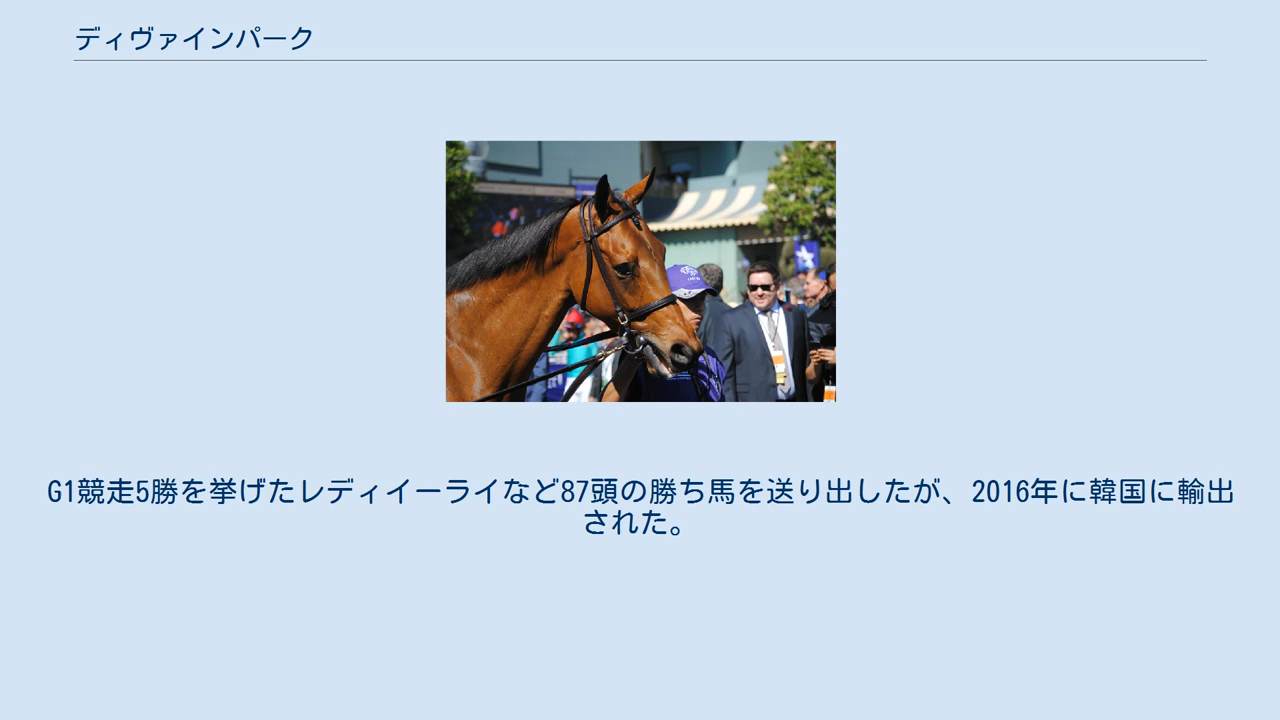 ディヴァインパーク
G1競走5勝を挙げたレディイーライなど87頭の勝ち馬を送り出したが、2016年に韓国に輸出
された。